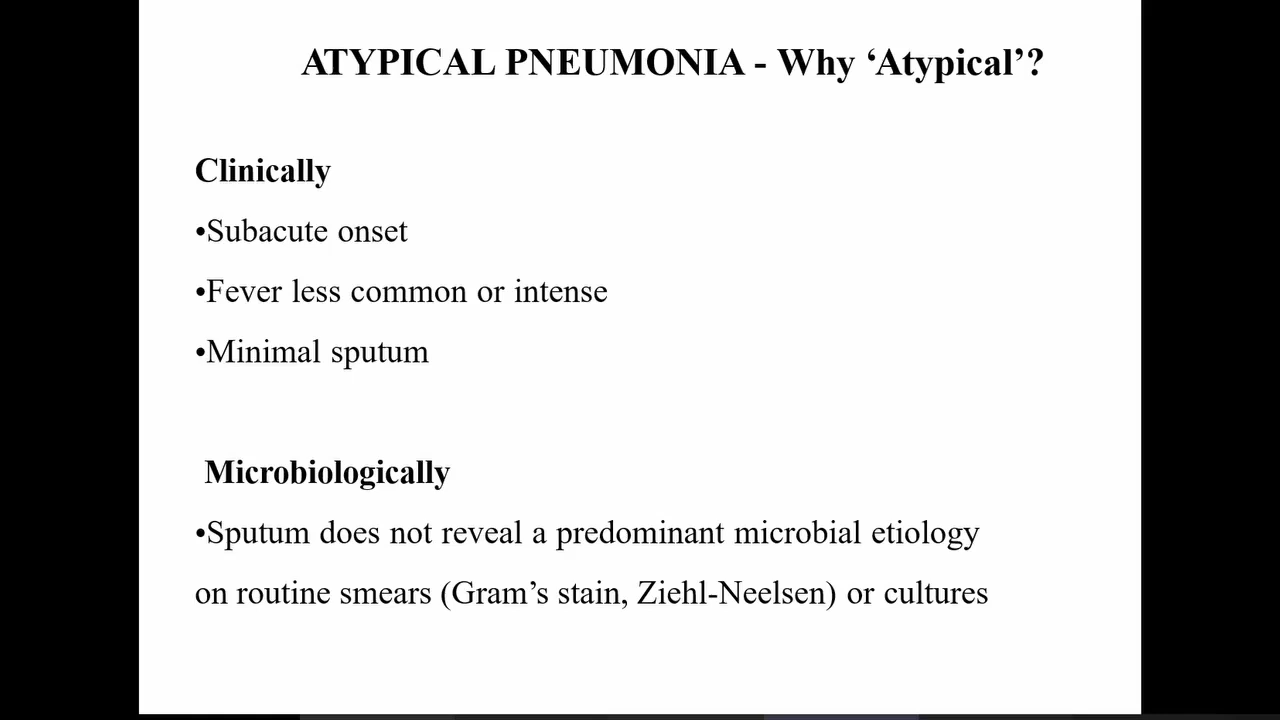 ATYPICAL PNEUMONIA - Why ‘Atypical’?
Clinically
•Subacute onset
•Fever less common or intense
•Minimal sputum
Microbiologically
•Sputum does not reveal a predominant microbial etiology
on routine smears (Gram’s stain, Ziehl-Neelsen) or cultures